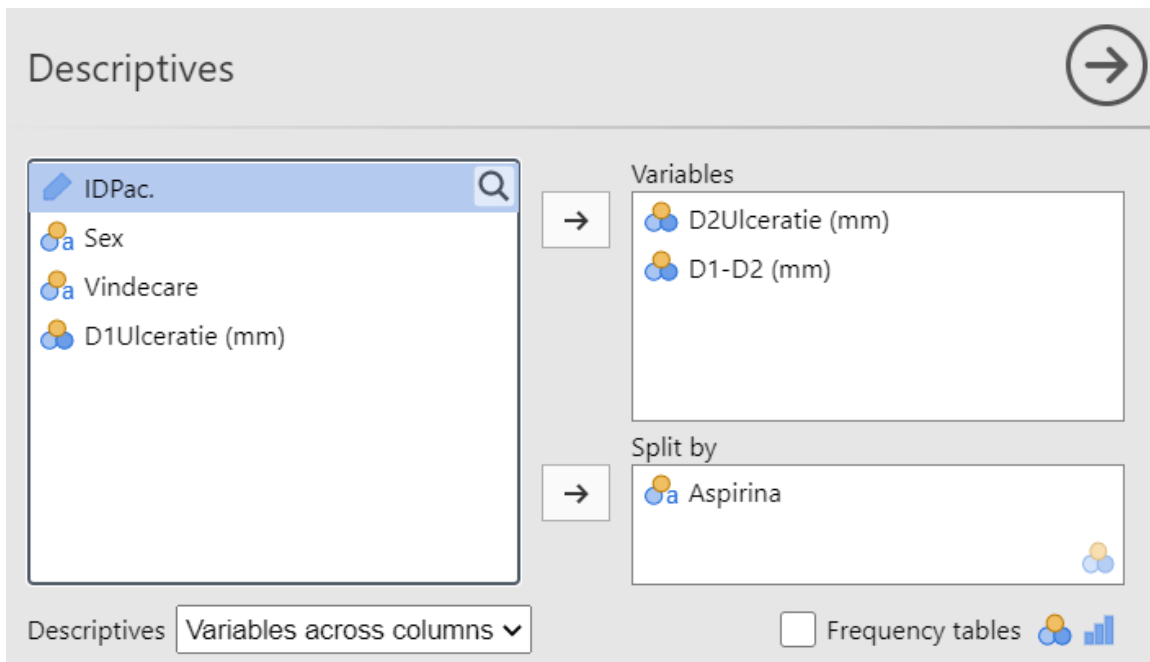 Descriptives
IDPac.
Sex
Vindecare
D1Ulceratie (mm)
Variables
D2Ulceratie (mm)
D1-D2 (mm)
Split by
Aspirina
Descriptives Variables across columns
Frequency tables